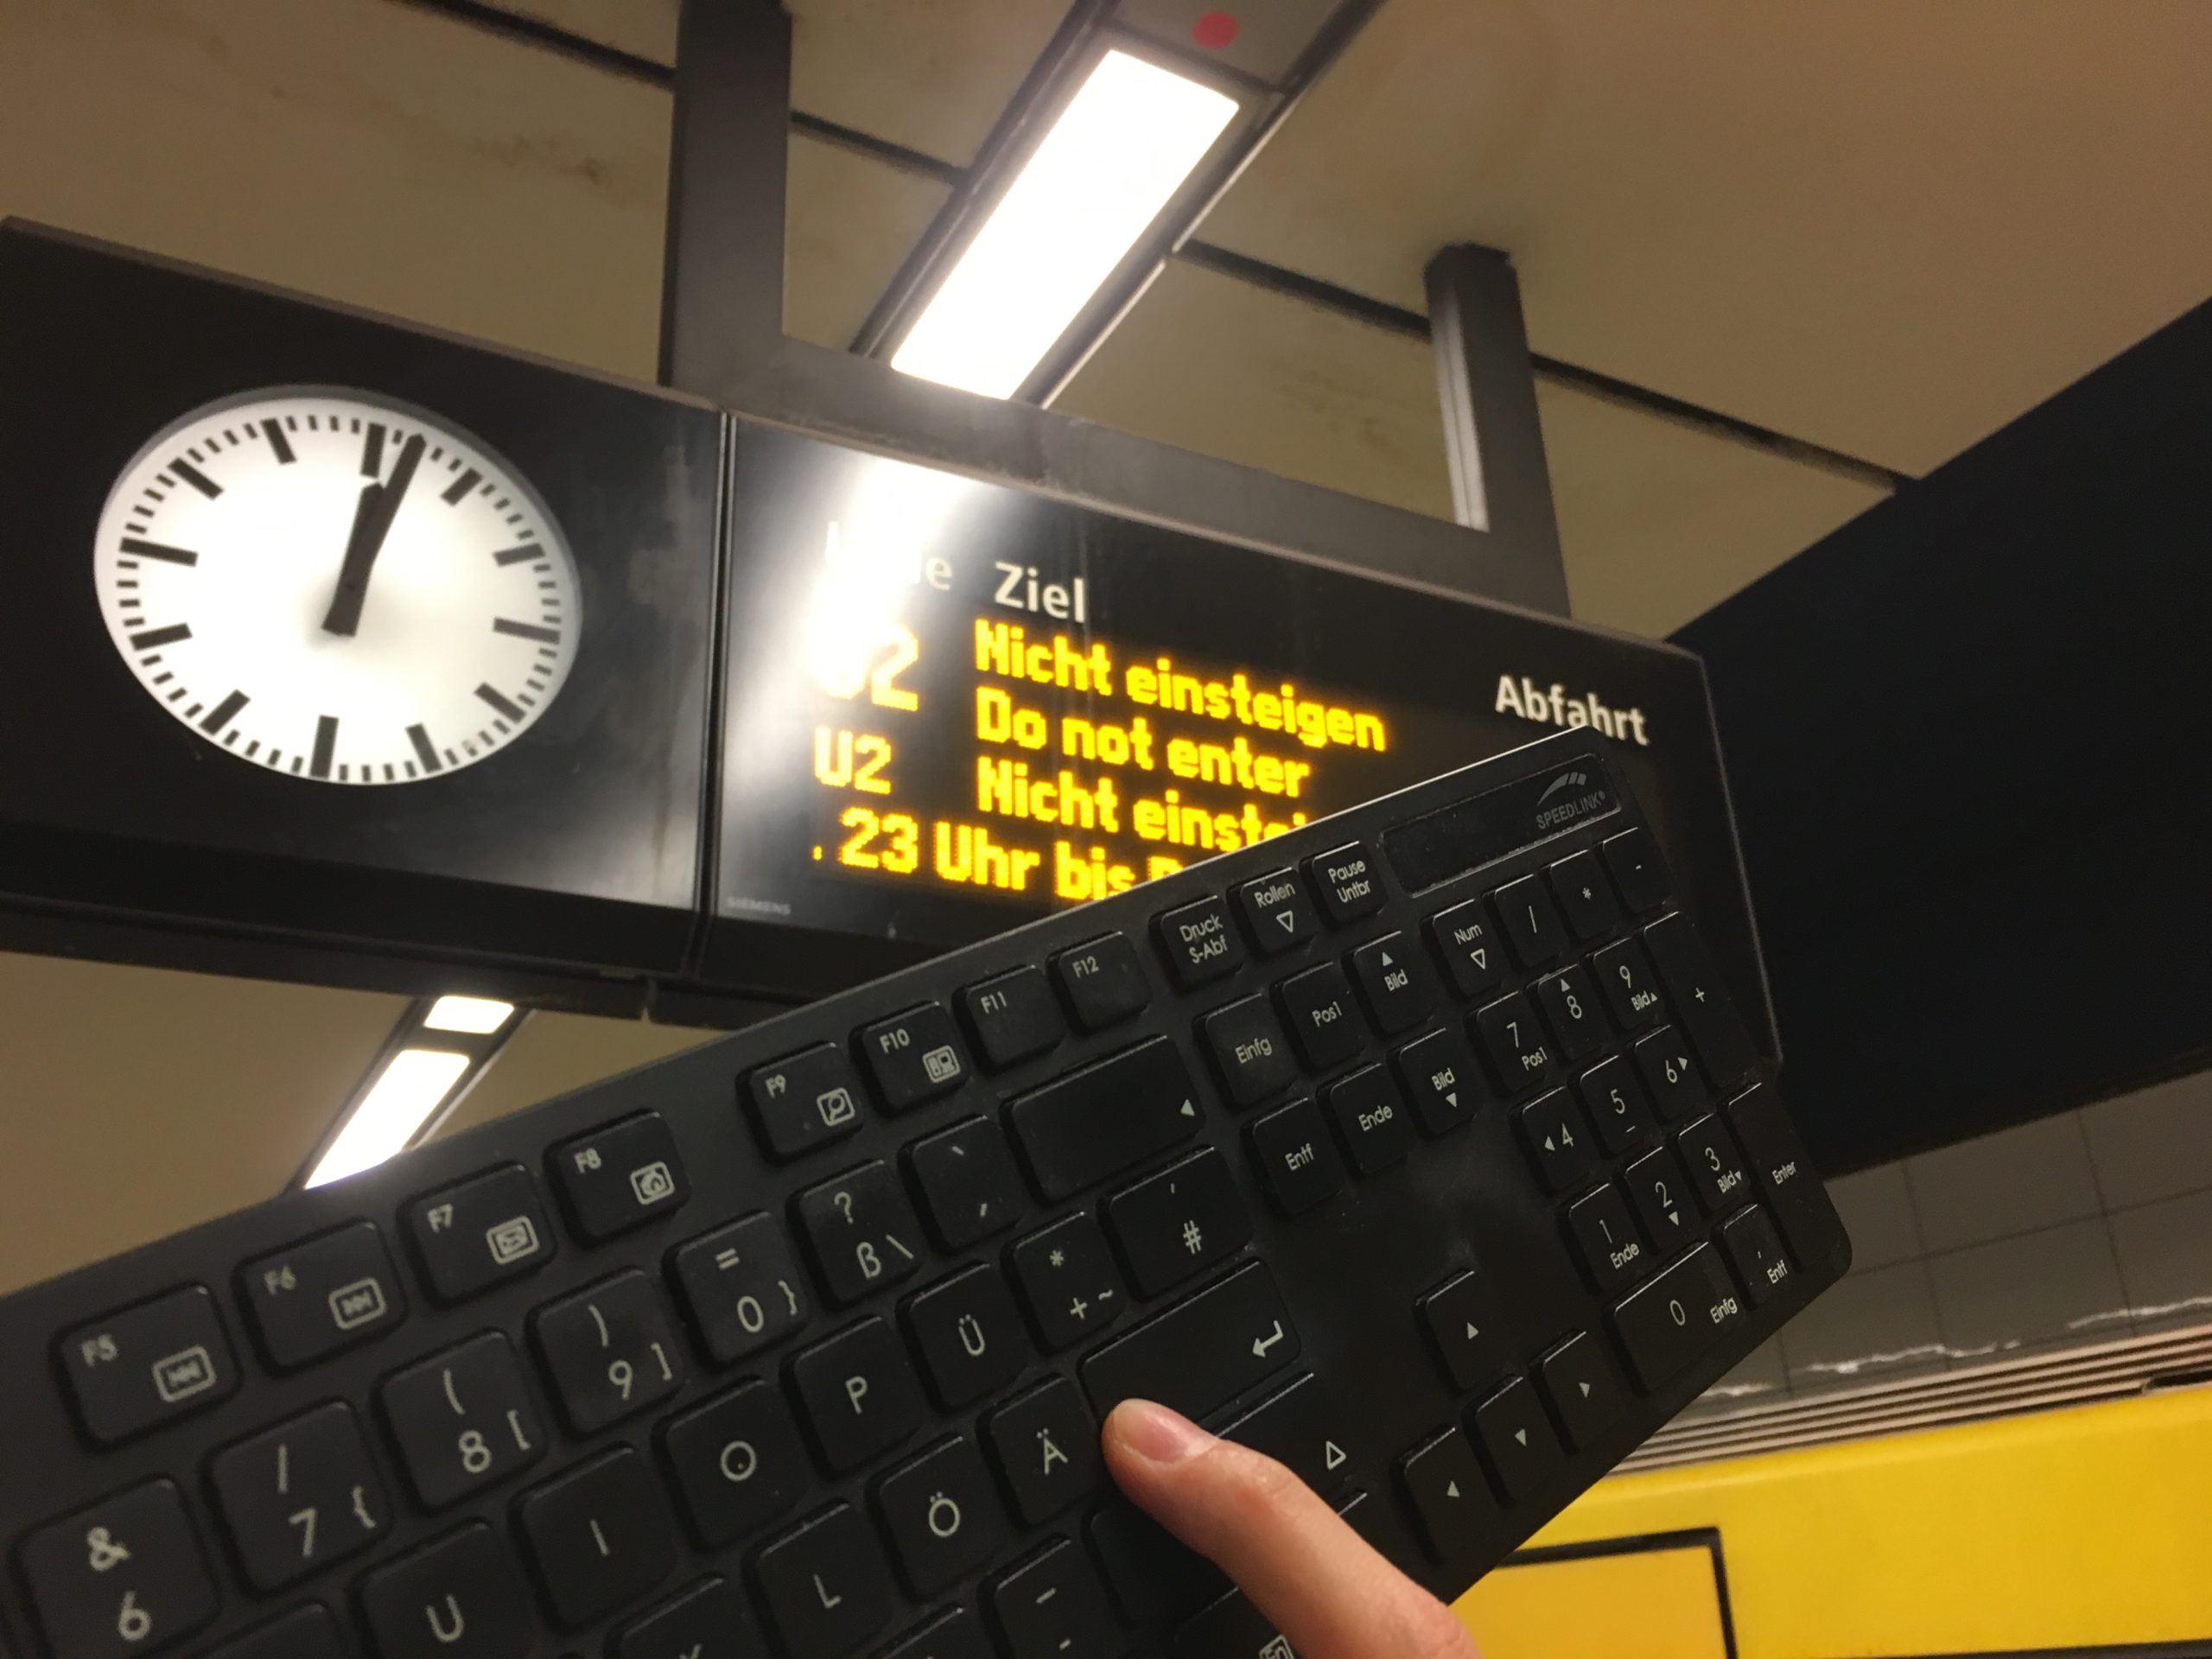 Ziel
Abfahrt
U2 Nicht einsteigen
Do not enter
U2 Nicht einstei
. 23 Uhr bis
SIEMENS
SPEEDLINK®
Druck S-Abf
Rollen
Pause Untbr
F5 F6 F7 F8 F9 F10 F11 F12
Einfg Pos1 Bild
Num / * -
Entf Ende Bild
7 Pos1 8 9 Bild +
4 5 6
1 Ende 2 3 Bild Enter
0 Einfg , Entf
& 6
/ 7 {
( 8 [
) 9 ]
= 0 }
? ß \
` ´
U I O P Ü * + ~ ' #
L Ö Ä
_ -
Fn